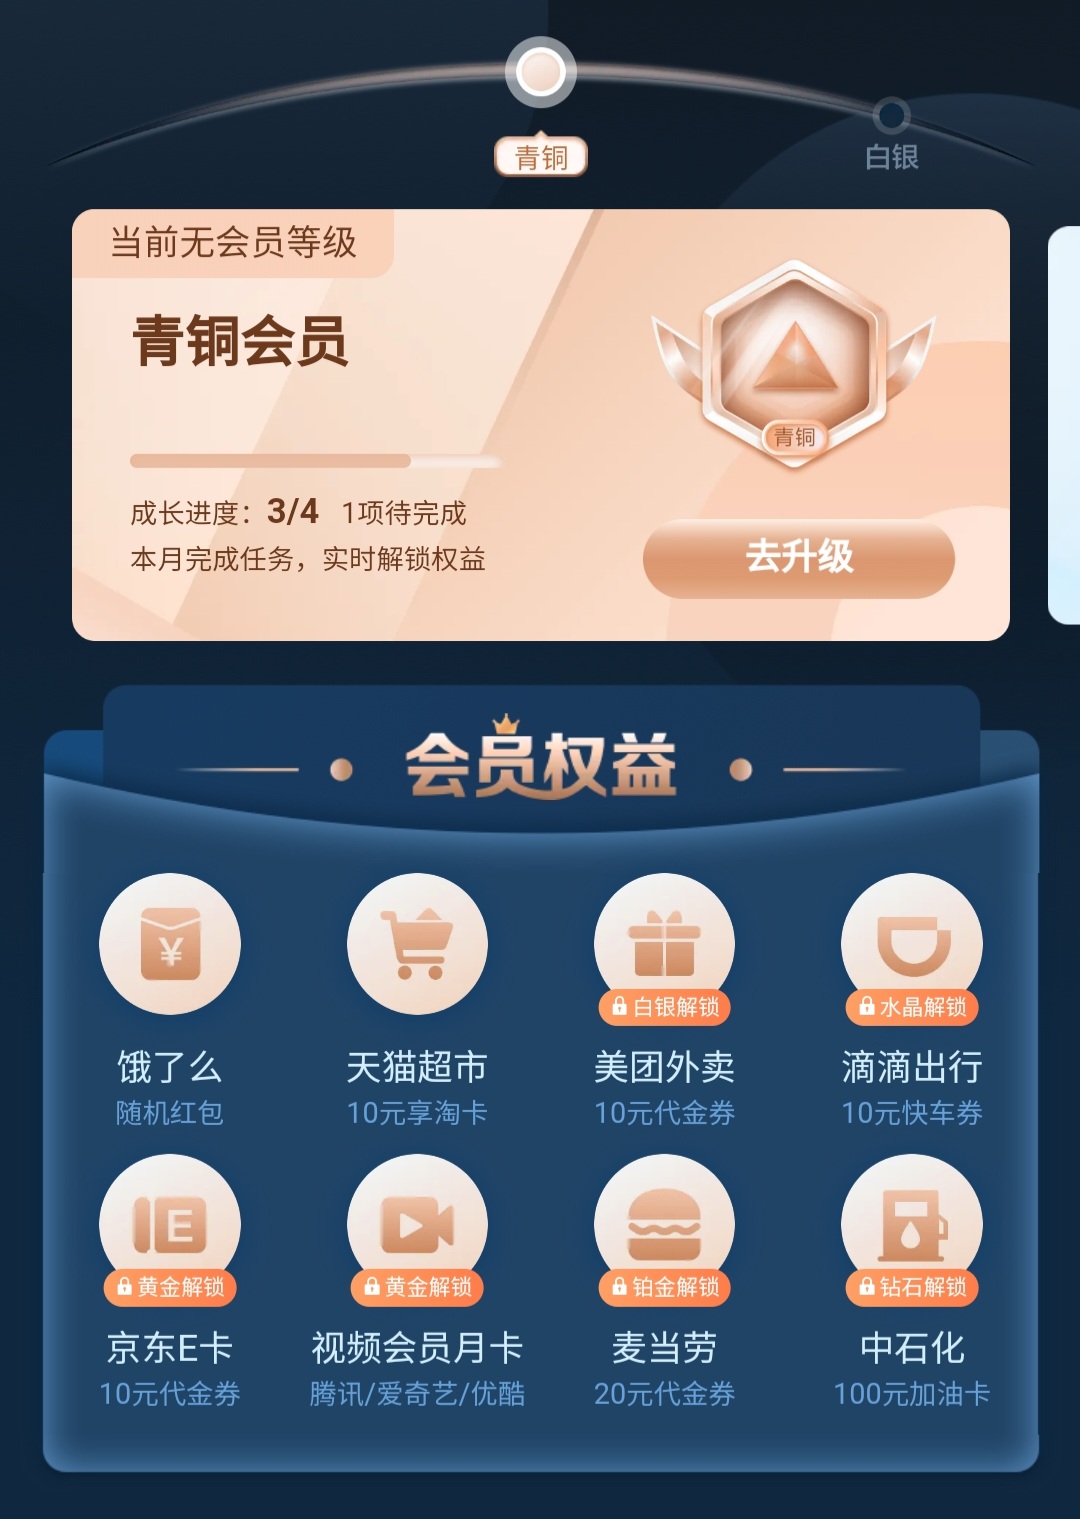 青铜
白银
当前无会员等级
青铜会员
青铜
成长进度：3/4 1项待完成
本月完成任务，实时解锁权益
去升级
会员权益
¥
白银解锁
水晶解锁
饿了么
天猫超市
美团外卖
滴滴出行
随机红包
10元享淘卡
10元代金券
10元快车券
E
黄金解锁
黄金解锁
铂金解锁
钻石解锁
京东E卡
视频会员月卡
麦当劳
中石化
10元代金券
腾讯/爱奇艺/优酷
20元代金券
100元加油卡